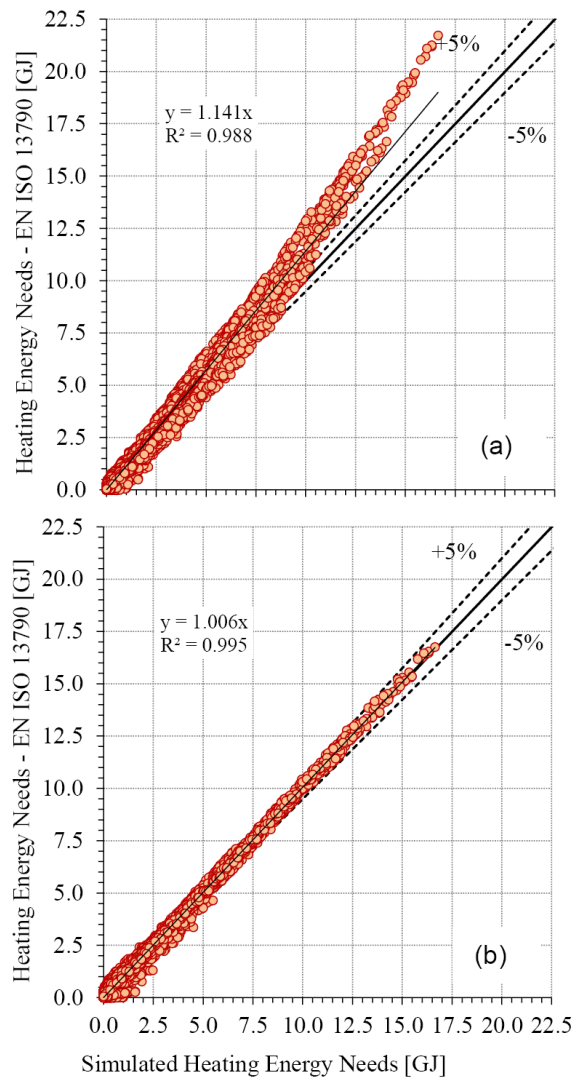 22.5
20.0
17.5
15.0
12.5
10.0
7.5
5.0
2.5
0.0
Heating Energy Needs - EN ISO 13790 [GJ]
+5%
-5%
y = 1.141x
R² = 0.988
(a)
22.5
20.0
17.5
15.0
12.5
10.0
7.5
5.0
2.5
0.0
Heating Energy Needs - EN ISO 13790 [GJ]
+5%
-5%
y = 1.006x
R² = 0.995
(b)
0.0 2.5 5.0 7.5 10.0 12.5 15.0 17.5 20.0 22.5
Simulated Heating Energy Needs [GJ]